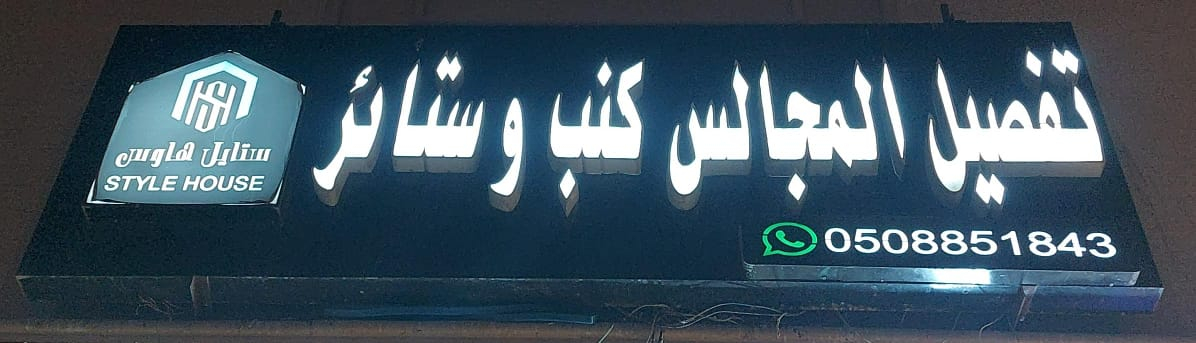 تفصيل المجالس كنب وستائر
ستايل هاوس
STYLE HOUSE
0508851843